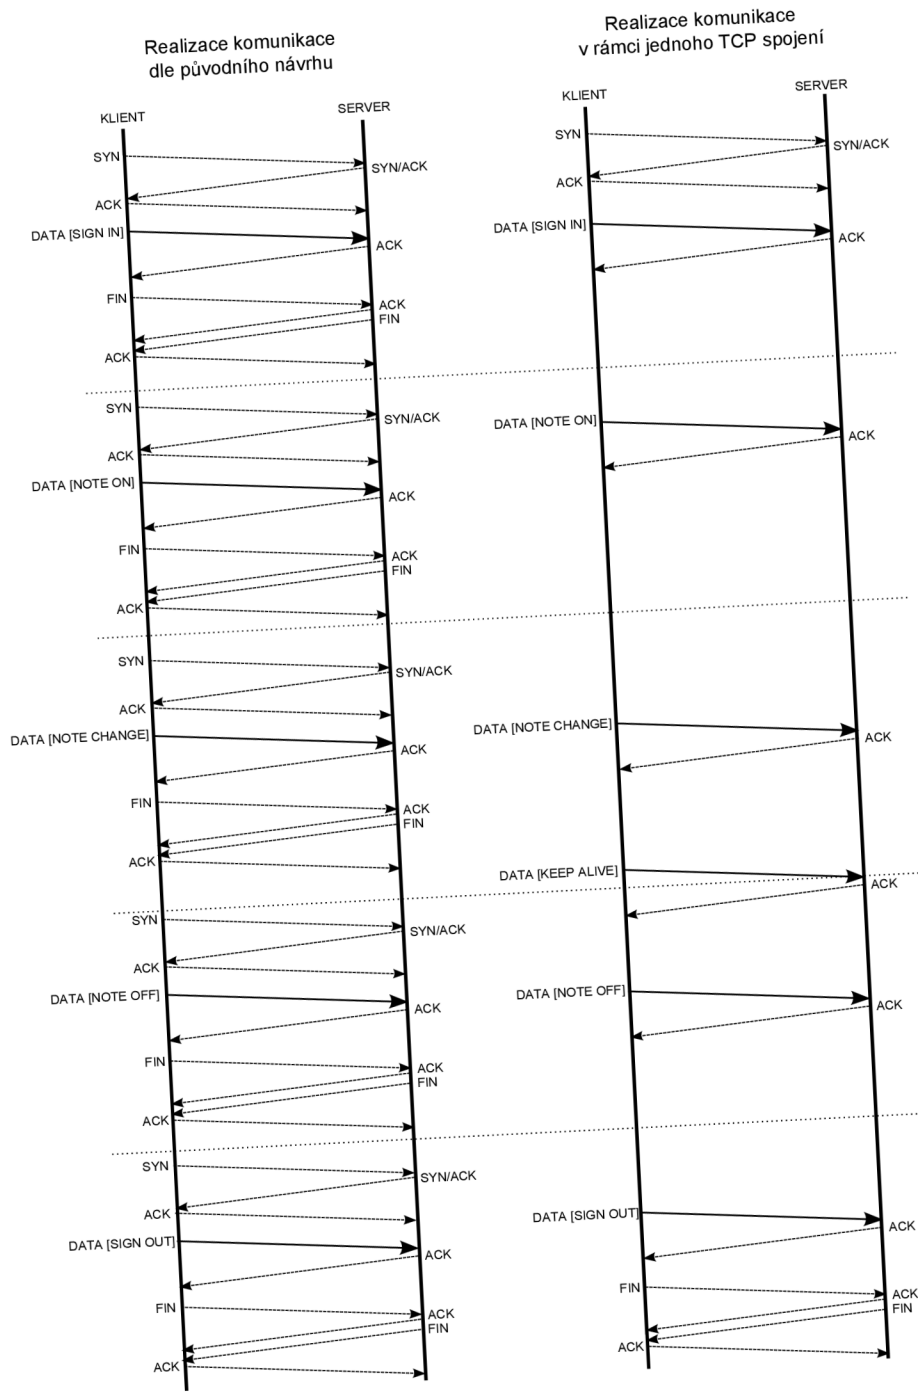 Realizace komunikace
dle původního návrhu
KLIENT
SERVER
SYN
SYN/ACK
ACK
DATA [SIGN IN]
ACK
FIN
ACK
FIN
ACK
SYN
SYN/ACK
ACK
DATA [NOTE ON]
ACK
FIN
ACK
FIN
ACK
SYN
SYN/ACK
ACK
DATA [NOTE CHANGE]
ACK
FIN
ACK
FIN
ACK
SYN
SYN/ACK
ACK
DATA [NOTE OFF]
ACK
FIN
ACK
FIN
ACK
SYN
SYN/ACK
ACK
DATA [SIGN OUT]
ACK
FIN
ACK
FIN
ACK
Realizace komunikace
v rámci jednoho TCP spojení
KLIENT
SERVER
SYN
SYN/ACK
ACK
DATA [SIGN IN]
ACK
DATA [NOTE ON]
ACK
DATA [NOTE CHANGE]
ACK
DATA [KEEP ALIVE]
ACK
DATA [NOTE OFF]
ACK
DATA [SIGN OUT]
ACK
FIN
ACK
FIN
ACK